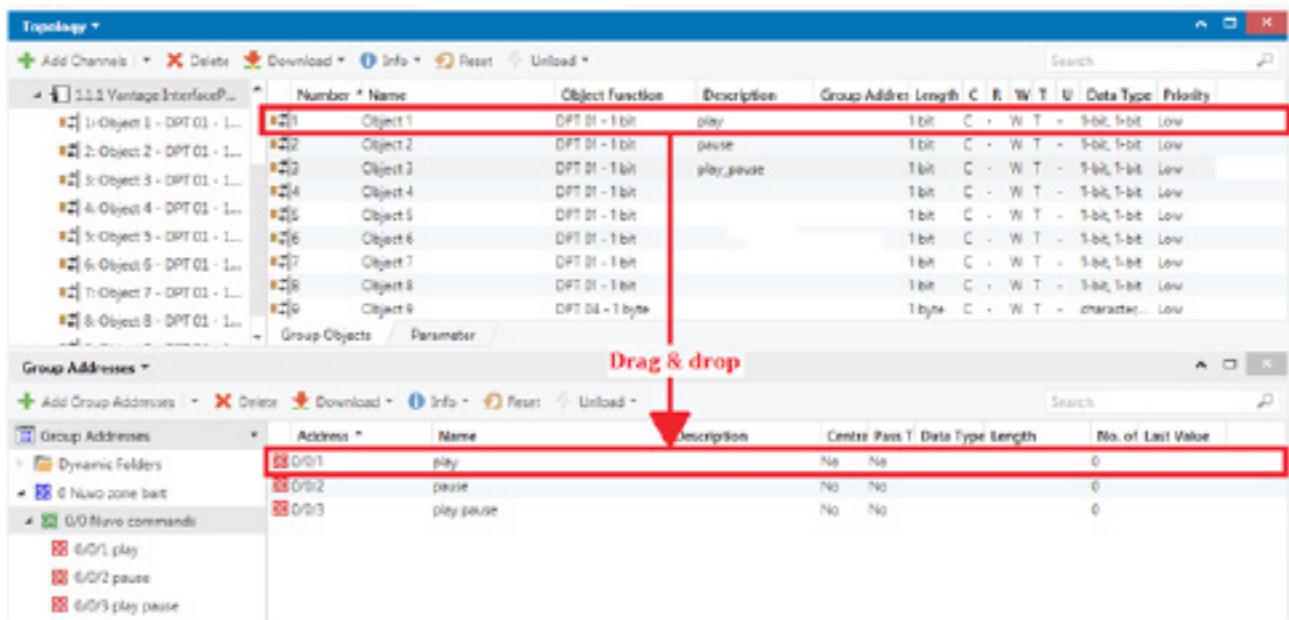 Topology
Add Channels Delete Download Info Reset Unload Search
1.1.1 Vantage InterfaceP... Number Name Object Function Description Group Addres Length C R W T U Data Type Priority
1: Object 1 - DPT 01 - 1... 1 Object 1 DPT 01 - 1 bit play 1 bit C - W T - 1-bit, 1-bit Low
2: Object 2 - DPT 01 - 1... 2 Object 2 DPT 01 - 1 bit pause 1 bit C - W T - 1-bit, 1-bit Low
3: Object 3 - DPT 01 - 1... 3 Object 3 DPT 01 - 1 bit play_pause 1 bit C - W T - 1-bit, 1-bit Low
4: Object 4 - DPT 01 - 1... 4 Object 4 DPT 01 - 1 bit 1 bit C - W T - 1-bit, 1-bit Low
5: Object 5 - DPT 01 - 1... 5 Object 5 DPT 01 - 1 bit 1 bit C - W T - 1-bit, 1-bit Low
6: Object 6 - DPT 01 - 1... 6 Object 6 DPT 01 - 1 bit 1 bit C - W T - 1-bit, 1-bit Low
7: Object 7 - DPT 01 - 1... 7 Object 7 DPT 01 - 1 bit 1 bit C - W T - 1-bit, 1-bit Low
8: Object 8 - DPT 01 - 1... 8 Object 8 DPT 01 - 1 bit 1 bit C - W T - 1-bit, 1-bit Low
9 Object 9 DPT 04 - 1 byte 1 byte C - W T - character,... Low
Group Objects Parameter
Drag & drop
Group Addresses
Add Group Addresses Delete Download Info Reset Unload Search
Group Addresses Address Name Description Centra Pass T Data Type Length No. of Last Value
Dynamic Folders 0/0/1 play No No 0
0 Nuvo zone bart 0/0/2 pause No No 0
0/0 Nuvo commands 0/0/3 play pause No No 0
0/0/1 play
0/0/2 pause
0/0/3 play pause